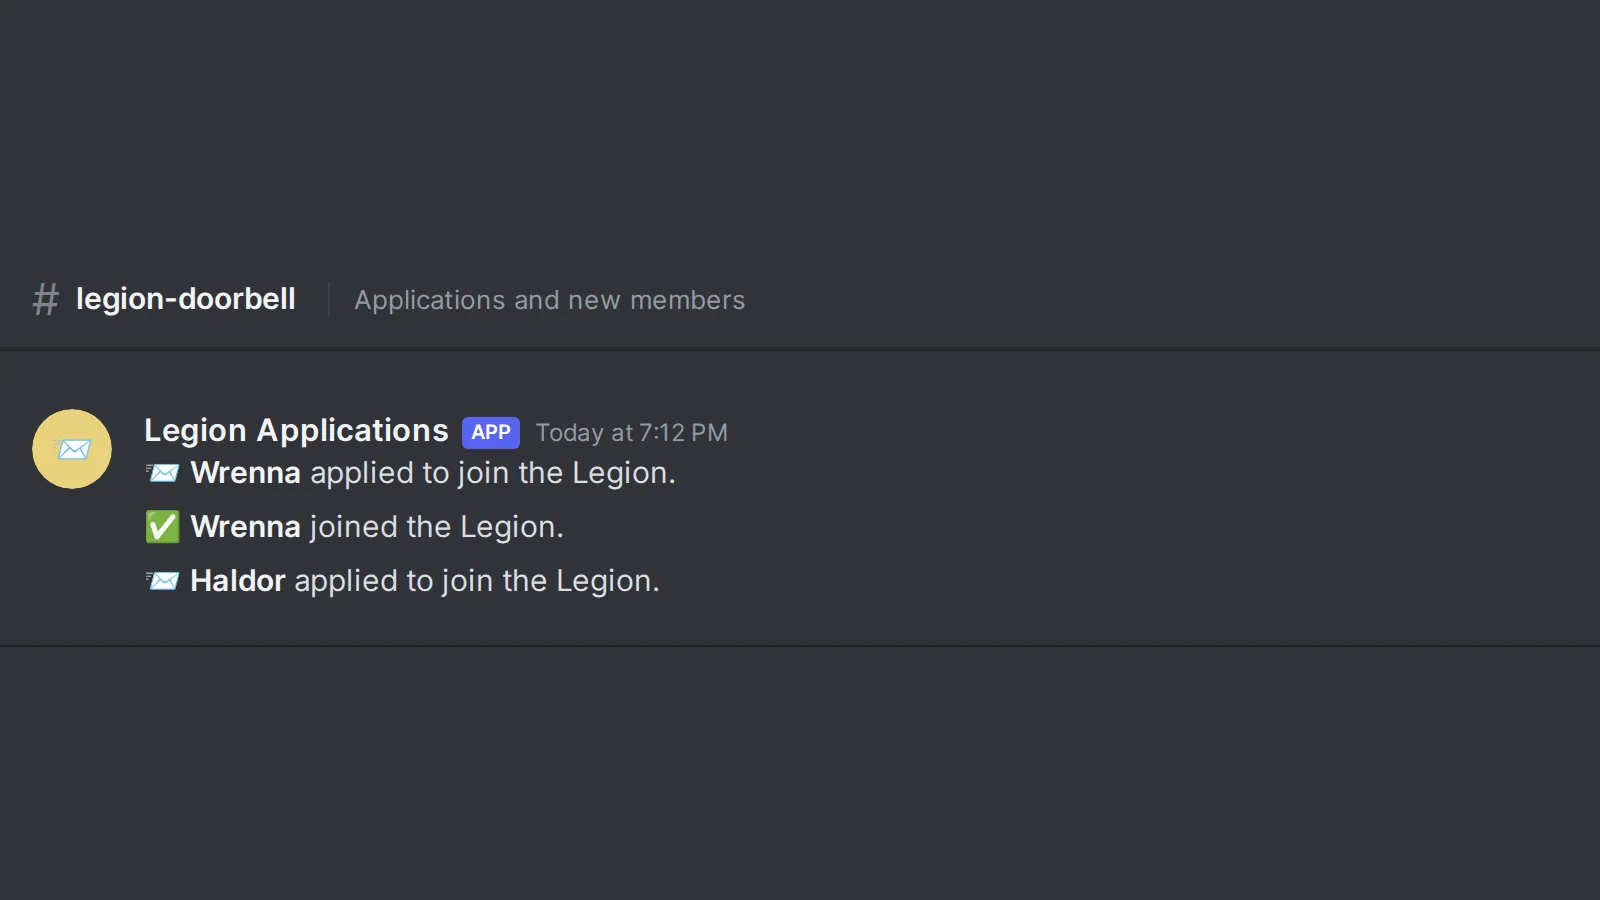 # legion-doorbell Applications and new members
Legion Applications APP Today at 7:12 PM
📨 Wrenna applied to join the Legion.
✅ Wrenna joined the Legion.
📨 Haldor applied to join the Legion.